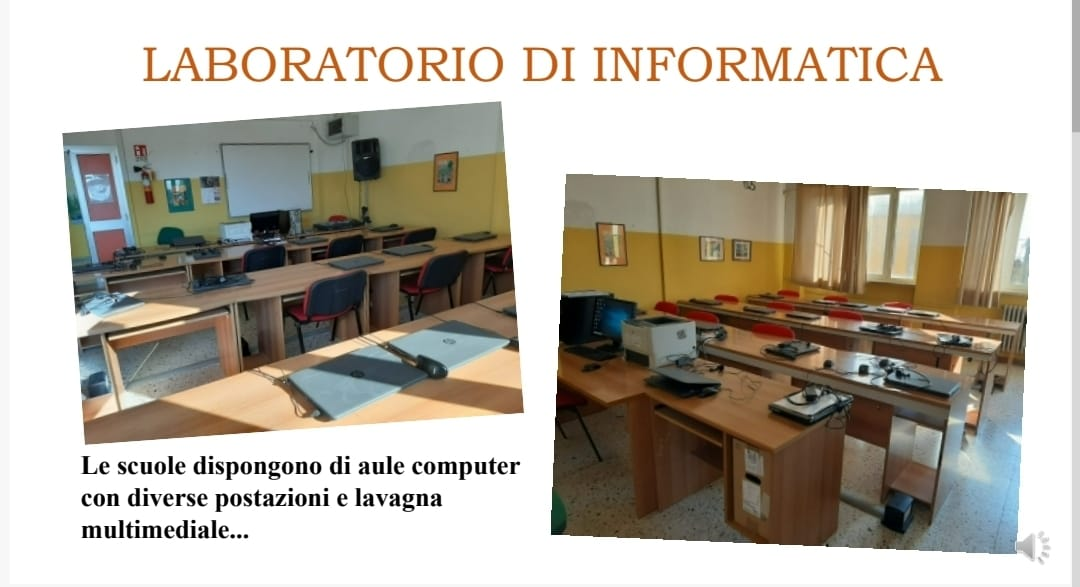 LABORATORIO DI INFORMATICA
Le scuole dispongono di aule computer
con diverse postazioni e lavagna
multimediale...